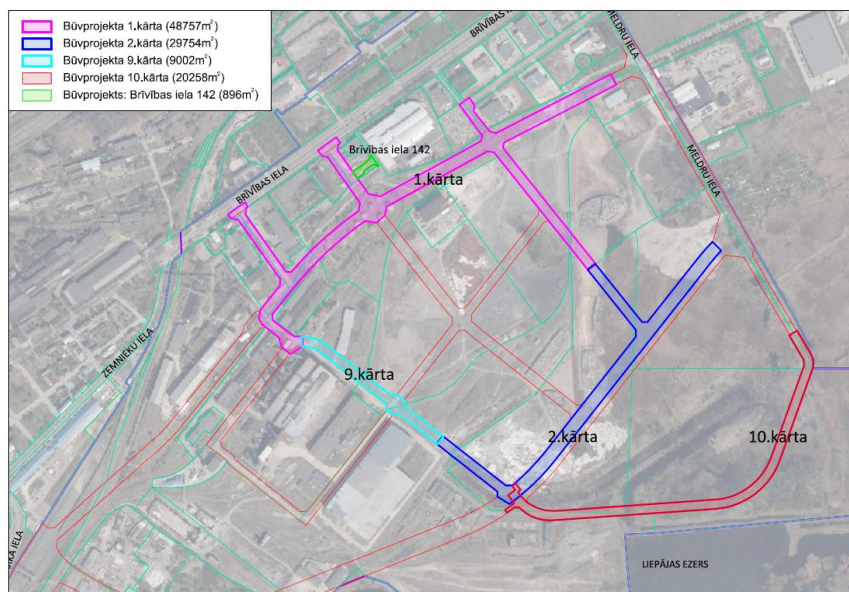 Būvprojekta 1.kārta (48757m²)
Būvprojekta 2.kārta (29754m²)
Būvprojekta 9.kārta (9002m²)
Būvprojekta 10.kārta (20258m²)
Būvprojekts: Brīvības iela 142 (896m²)
BRĪVĪBAS IELA
MELDRU IELA
Brīvības iela 142
1.kārta
BRĪVĪBAS IELA
MELDRU IELA
ZEMNIEKU IELA
9.kārta
2.kārta
10.kārta
IELA
LIEPĀJAS EZERS